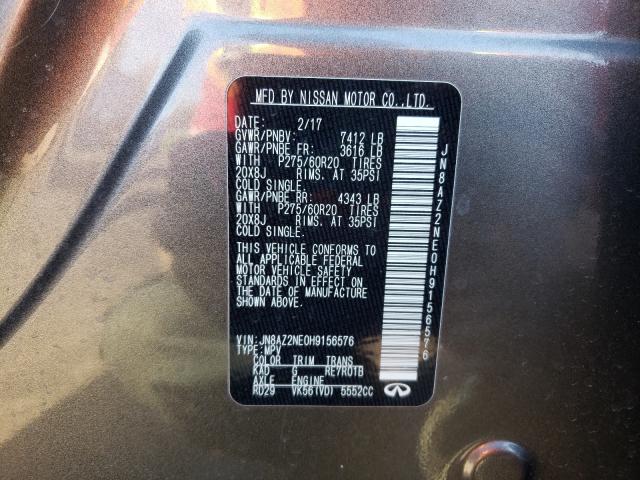 MFD BY NISSAN MOTOR CO.,LTD.
DATE: 2/17
GVWR/PNBV: 7412 LB
GAWR/PNBE FR: 3616 LB
WITH P275/60R20 TIRES
20X8J RIMS. AT 35PSI
COLD SINGLE.
GAWR/PNBE RR: 4343 LB
WITH P275/60R20 TIRES
20X8J RIMS. AT 35PSI
COLD SINGLE.
THIS VEHICLE CONFORMS TO
ALL APPLICABLE FEDERAL
MOTOR VEHICLE SAFETY
STANDARDS IN EFFECT ON
THE DATE OF MANUFACTURE
SHOWN ABOVE.
VIN: JN8AZ2NE0H9156576
TYPE: MPV
COLOR TRIM TRANS
KAD G RE7R01B
AXLE ENGINE
RD29 VK56(VD) 5552CC
JN8AZ2NE0H9156576